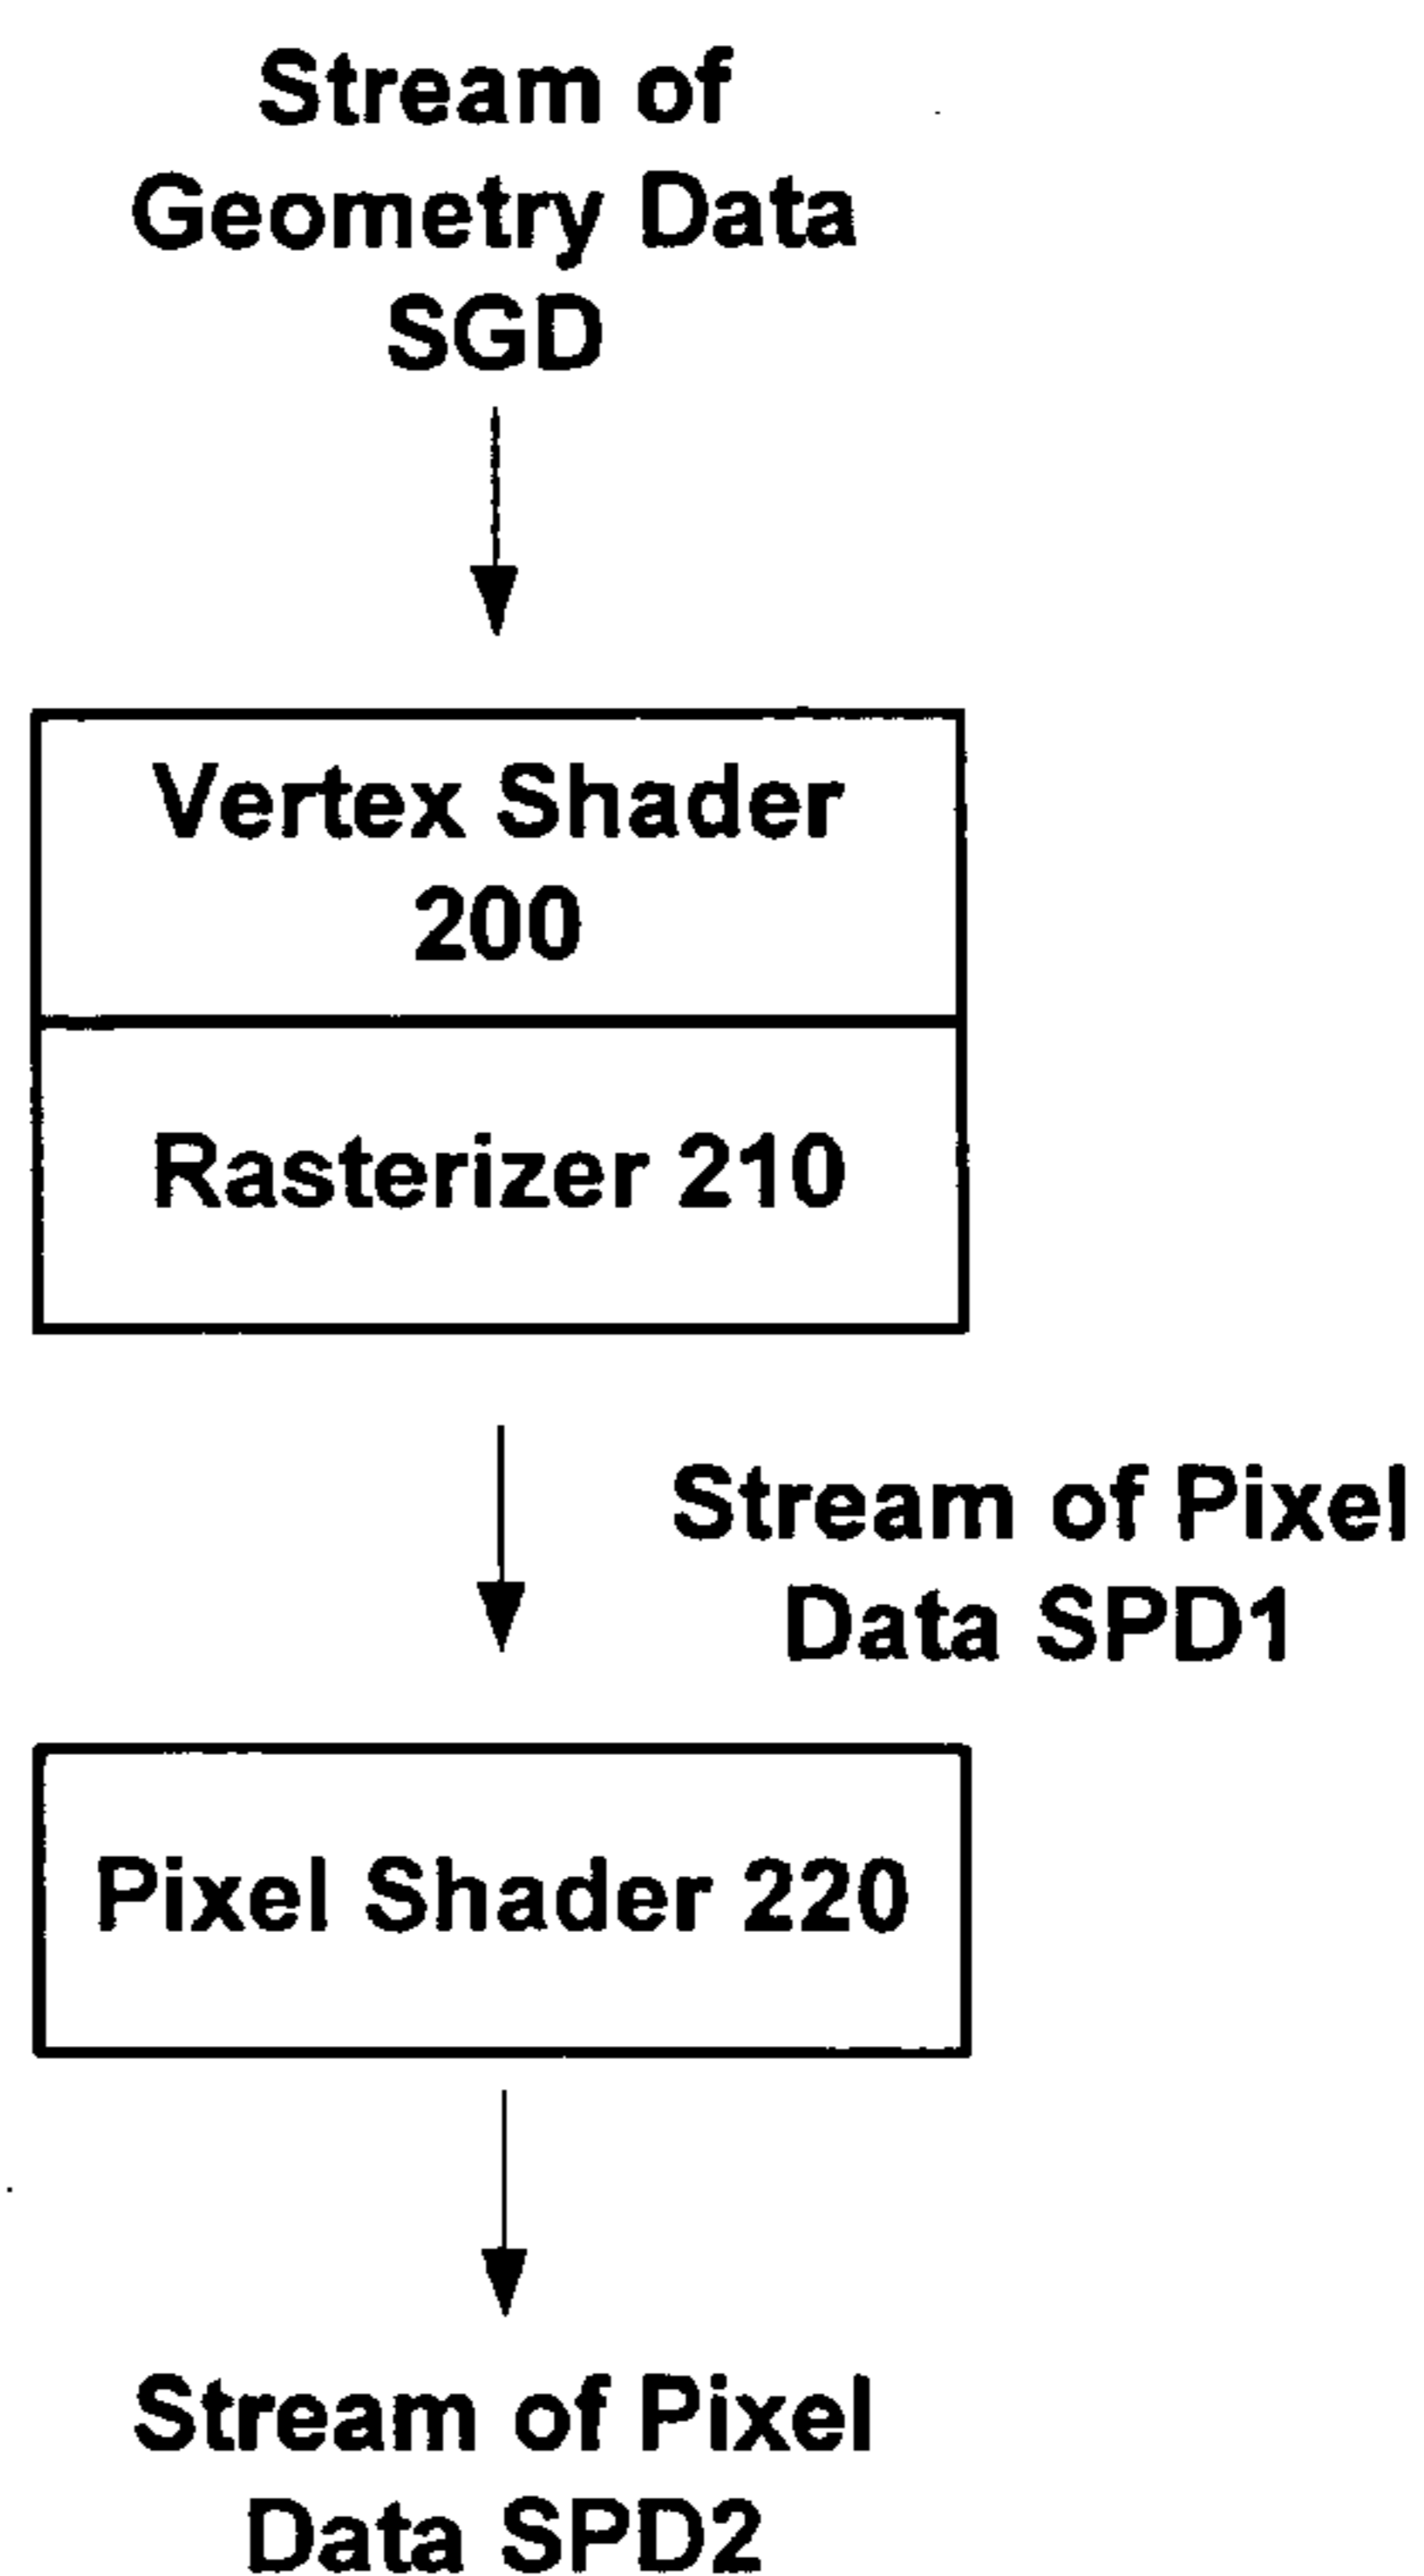 Stream of
Geometry Data
SGD
Vertex Shader
200
Rasterizer 210
Stream of Pixel
Data SPD1
Pixel Shader 220
Stream of Pixel
Data SPD2